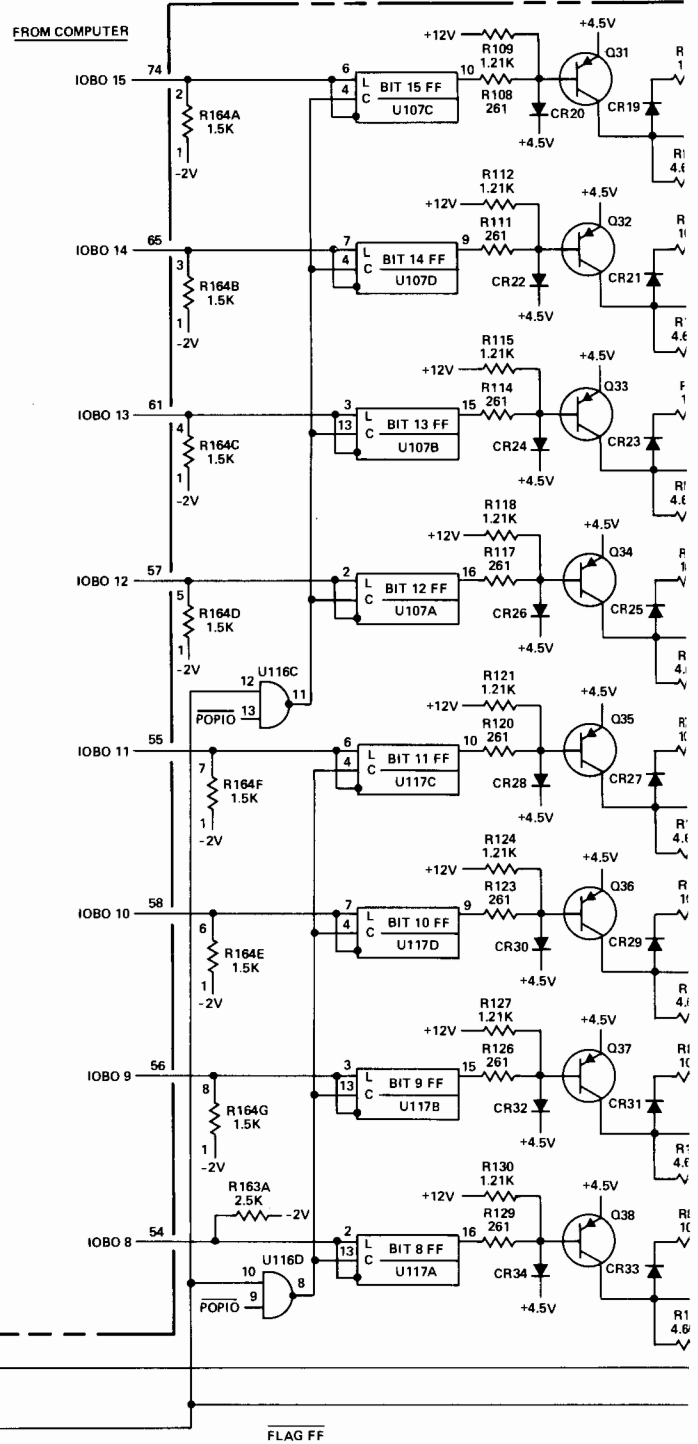 FROM COMPUTER
+12V
R109
1.21K
+4.5V
Q31
IOBO 15
74
6
4
L
C
BIT 15 FF
U107C
10
R108
261
CR20
CR19
+4.5V
2
R164A
1.5K
1
-2V
R112
1.21K
+12V
+4.5V
Q32
IOBO 14
65
7
4
L
C
BIT 14 FF
U107D
9
R111
261
CR22
CR21
+4.5V
3
R164B
1.5K
1
-2V
R115
1.21K
+12V
+4.5V
Q33
IOBO 13
61
3
13
L
C
BIT 13 FF
U107B
15
R114
261
CR24
CR23
+4.5V
4
R164C
1.5K
1
-2V
R118
1.21K
+12V
+4.5V
Q34
IOBO 12
57
2
L
C
BIT 12 FF
U107A
16
R117
261
CR26
CR25
+4.5V
5
R164D
1.5K
1
-2V
U116C
12
13
11
POPIO
R121
1.21K
+12V
+4.5V
Q35
IOBO 11
55
6
4
L
C
BIT 11 FF
U117C
10
R120
261
CR28
CR27
+4.5V
7
R164F
1.5K
1
-2V
R124
1.21K
+12V
+4.5V
Q36
IOBO 10
58
7
4
L
C
BIT 10 FF
U117D
9
R123
261
CR30
CR29
+4.5V
6
R164E
1.5K
1
-2V
R127
1.21K
+12V
+4.5V
Q37
IOBO 9
56
3
13
L
C
BIT 9 FF
U117B
15
R126
261
CR32
CR31
+4.5V
8
R164G
1.5K
1
-2V
R163A
2.5K
-2V
R130
1.21K
+12V
+4.5V
Q38
IOBO 8
54
2
13
L
C
BIT 8 FF
U117A
16
R129
261
CR34
CR33
+4.5V
U116D
10
9
8
POPIO
FLAG FF